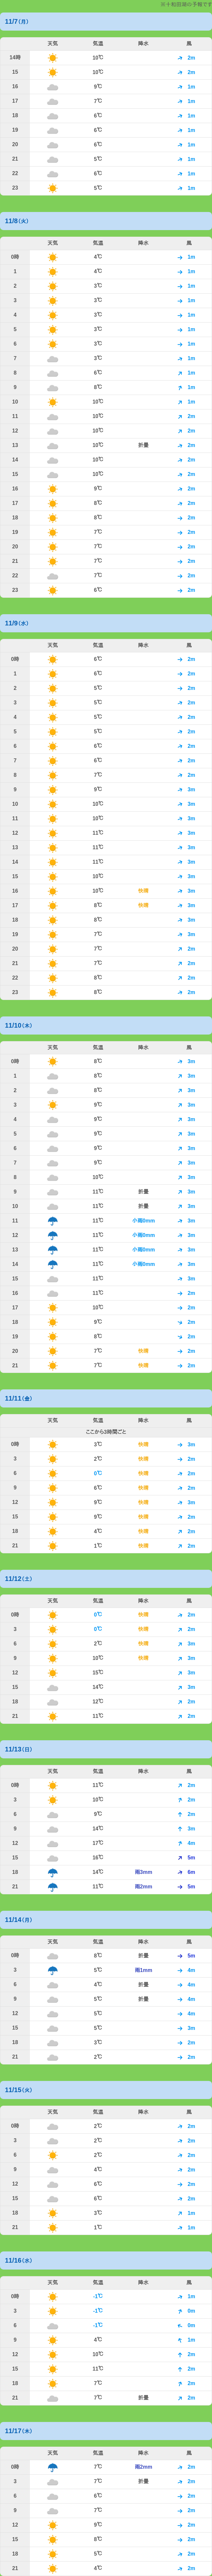 ※十和田湖の予報です
11/7(月)
天気 気温 降水 風
14時 10℃ 2m
15 10℃ 2m
16 9℃ 1m
17 7℃ 1m
18 6℃ 1m
19 6℃ 1m
20 6℃ 1m
21 5℃ 1m
22 6℃ 1m
23 5℃ 1m
11/8(火)
天気 気温 降水 風
0時 4℃ 1m
1 4℃ 1m
2 3℃ 1m
3 3℃ 1m
4 3℃ 1m
5 3℃ 1m
6 3℃ 1m
7 3℃ 1m
8 6℃ 1m
9 8℃ 1m
10 10℃ 1m
11 10℃ 2m
12 10℃ 2m
13 10℃ 折畳 2m
14 10℃ 2m
15 10℃ 2m
16 9℃ 2m
17 8℃ 2m
18 8℃ 2m
19 7℃ 2m
20 7℃ 2m
21 7℃ 2m
22 7℃ 2m
23 6℃ 2m
11/9(水)
天気 気温 降水 風
0時 6℃ 2m
1 6℃ 2m
2 5℃ 2m
3 5℃ 2m
4 5℃ 2m
5 5℃ 2m
6 6℃ 2m
7 6℃ 2m
8 7℃ 2m
9 9℃ 3m
10 10℃ 3m
11 10℃ 3m
12 11℃ 3m
13 11℃ 3m
14 11℃ 3m
15 10℃ 3m
16 10℃ 快晴 3m
17 8℃ 快晴 3m
18 8℃ 3m
19 7℃ 3m
20 7℃ 2m
21 7℃ 2m
22 8℃ 2m
23 8℃ 2m
11/10(木)
天気 気温 降水 風
0時 8℃ 3m
1 8℃ 3m
2 8℃ 3m
3 9℃ 3m
4 9℃ 3m
5 9℃ 3m
6 9℃ 3m
7 9℃ 3m
8 10℃ 3m
9 11℃ 折畳 3m
10 11℃ 折畳 3m
11 11℃ 小雨0mm 3m
12 11℃ 小雨0mm 3m
13 11℃ 小雨0mm 3m
14 11℃ 小雨0mm 3m
15 11℃ 3m
16 11℃ 2m
17 10℃ 2m
18 9℃ 2m
19 8℃ 2m
20 7℃ 快晴 2m
21 7℃ 快晴 2m
11/11(金)
天気 気温 降水 風
ここから3時間ごと
0時 3℃ 快晴 3m
3 2℃ 快晴 2m
6 0℃ 快晴 2m
9 6℃ 快晴 2m
12 9℃ 快晴 3m
15 9℃ 快晴 2m
18 4℃ 快晴 2m
21 1℃ 快晴 2m
11/12(土)
天気 気温 降水 風
0時 0℃ 快晴 2m
3 0℃ 快晴 2m
6 2℃ 快晴 3m
9 10℃ 快晴 3m
12 15℃ 3m
15 14℃ 3m
18 12℃ 2m
21 11℃ 2m
11/13(日)
天気 気温 降水 風
0時 11℃ 2m
3 10℃ 2m
6 9℃ 2m
9 14℃ 3m
12 17℃ 4m
15 16℃ 5m
18 14℃ 雨3mm 6m
21 11℃ 雨2mm 5m
11/14(月)
天気 気温 降水 風
0時 8℃ 折畳 5m
3 5℃ 雨1mm 4m
6 4℃ 折畳 4m
9 5℃ 折畳 4m
12 5℃ 4m
15 5℃ 3m
18 3℃ 2m
21 2℃ 2m
11/15(火)
天気 気温 降水 風
0時 2℃ 2m
3 2℃ 2m
6 2℃ 2m
9 4℃ 2m
12 6℃ 2m
15 6℃ 2m
18 3℃ 1m
21 1℃ 1m
11/16(水)
天気 気温 降水 風
0時 -1℃ 1m
3 -1℃ 0m
6 -1℃ 0m
9 4℃ 1m
12 10℃ 2m
15 11℃ 2m
18 7℃ 2m
21 7℃ 折畳 2m
11/17(木)
天気 気温 降水 風
0時 7℃ 雨2mm 2m
3 7℃ 折畳 2m
6 6℃ 2m
9 7℃ 2m
12 9℃ 2m
15 8℃ 2m
18 5℃ 2m
21 4℃ 2m